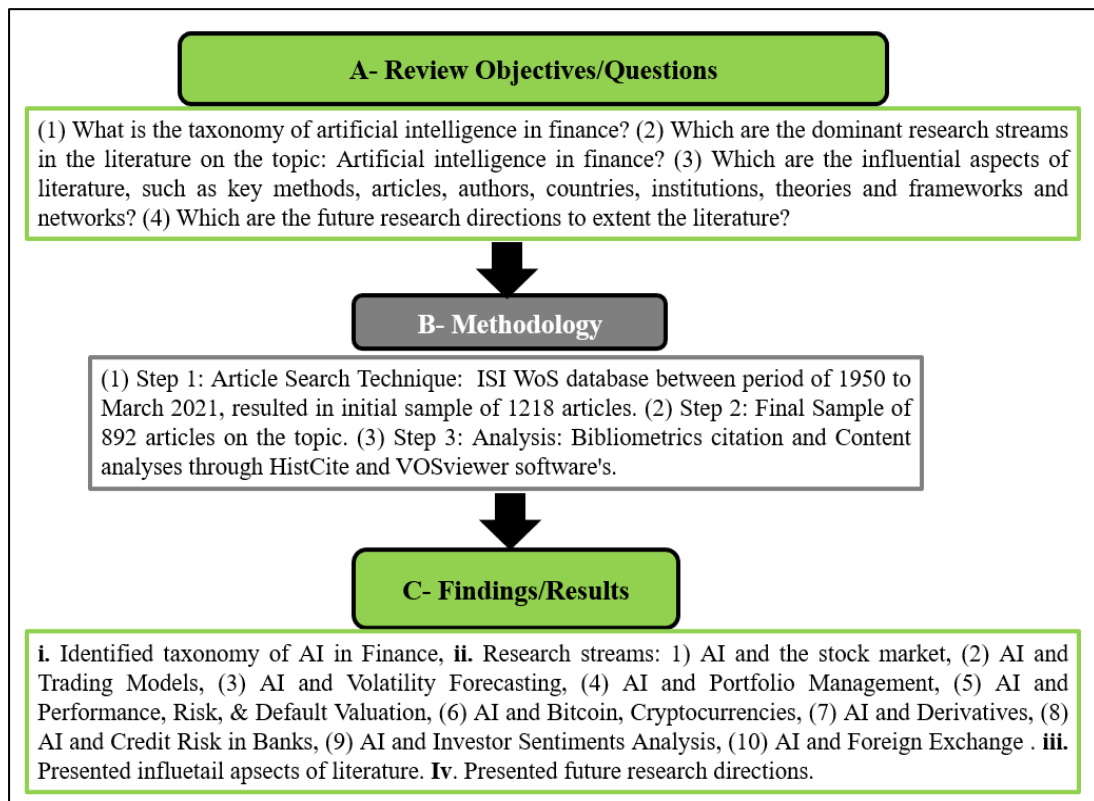 A- Review Objectives/Questions
(1) What is the taxonomy of artificial intelligence in finance? (2) Which are the dominant research streams
in the literature on the topic: Artificial intelligence in finance? (3) Which are the influential aspects of
literature, such as key methods, articles, authors, countries, institutions, theories and frameworks and
networks? (4) Which are the future research directions to extent the literature?
B- Methodology
(1) Step 1: Article Search Technique: ISI WoS database between period of 1950 to
March 2021, resulted in initial sample of 1218 articles. (2) Step 2: Final Sample of
892 articles on the topic. (3) Step 3: Analysis: Bibliometrics citation and Content
analyses through HistCite and VOSviewer software's.
C- Findings/Results
i. Identified taxonomy of AI in Finance, ii. Research streams: 1) AI and the stock market, (2) AI and
Trading Models, (3) AI and Volatility Forecasting, (4) AI and Portfolio Management, (5) AI and
Performance, Risk, & Default Valuation, (6) AI and Bitcoin, Cryptocurrencies, (7) AI and Derivatives, (8)
AI and Credit Risk in Banks, (9) AI and Investor Sentiments Analysis, (10) AI and Foreign Exchange . iii.
Presented influetail apsects of literature. Iv. Presented future research directions.